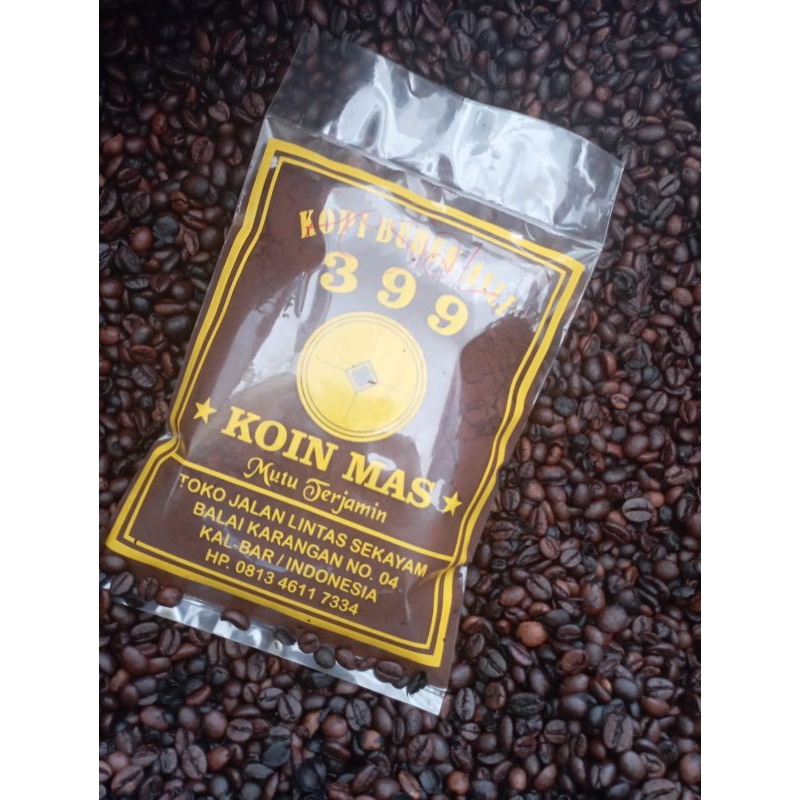 KOPI BUBUK ASLI
399
KOIN MAS
Mutu Terjamin
TOKO JALAN LINTAS SEKAYAM
BALAI KARANGAN NO. 04
KAL-BAR / INDONESIA
HP. 0813 4611 7334